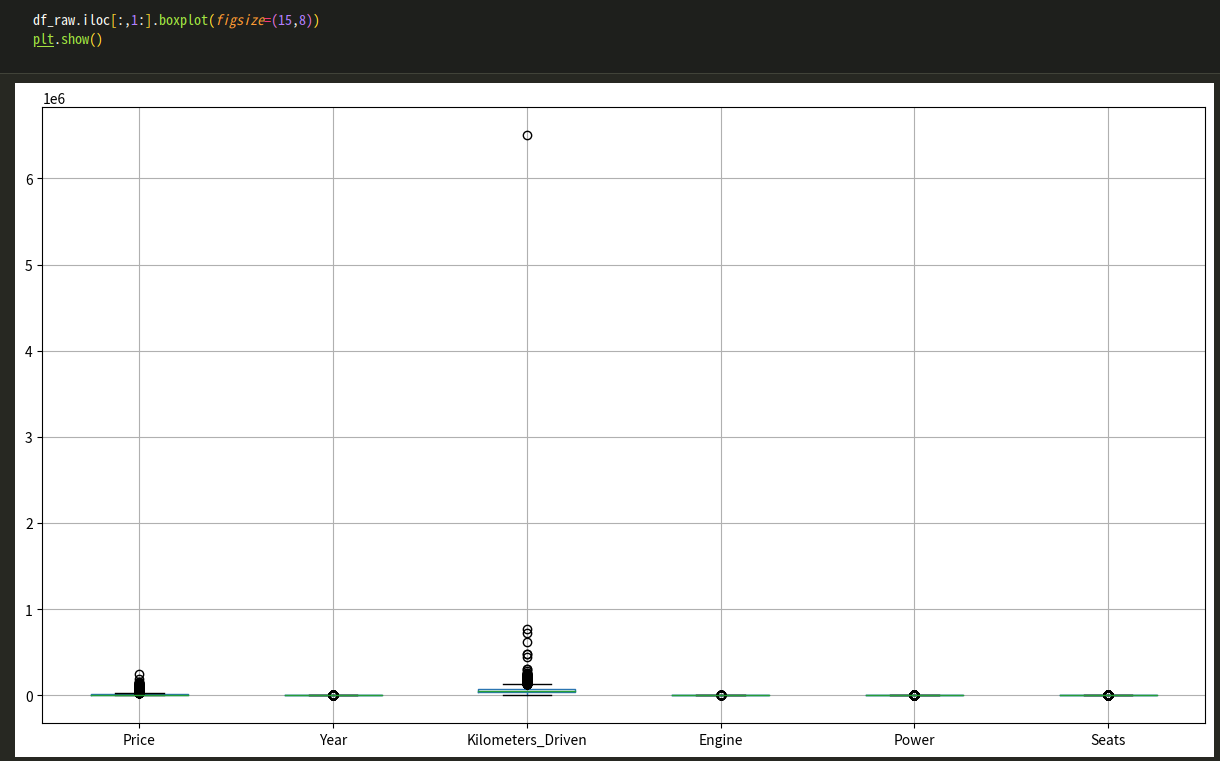 df_raw.iloc[:,1:].boxplot(figsize=(15,8))
plt.show()
1e6
6
5
4
3
2
1
0
Price Year Kilometers_Driven Engine Power Seats